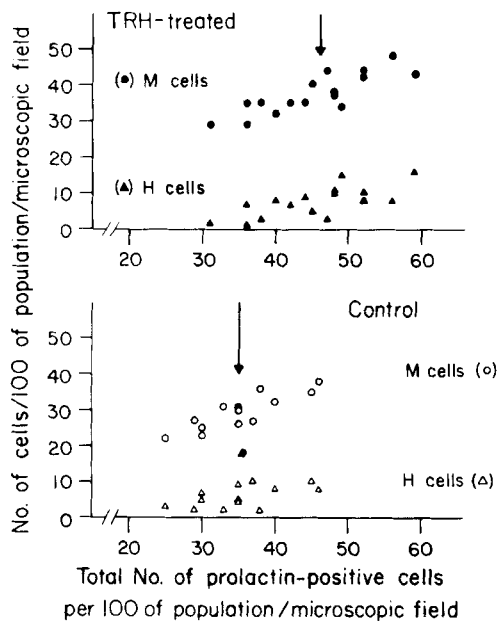 TRH-treated
50
40
30
20
10
0
(●) M cells
(▲) H cells
20 30 40 50 60
Control
50
40
30
20
10
0
M cells (○)
H cells (△)
20 30 40 50 60
No. of cells/100 of population/microscopic field
Total No. of prolactin-positive cells
per 100 of population/microscopic field